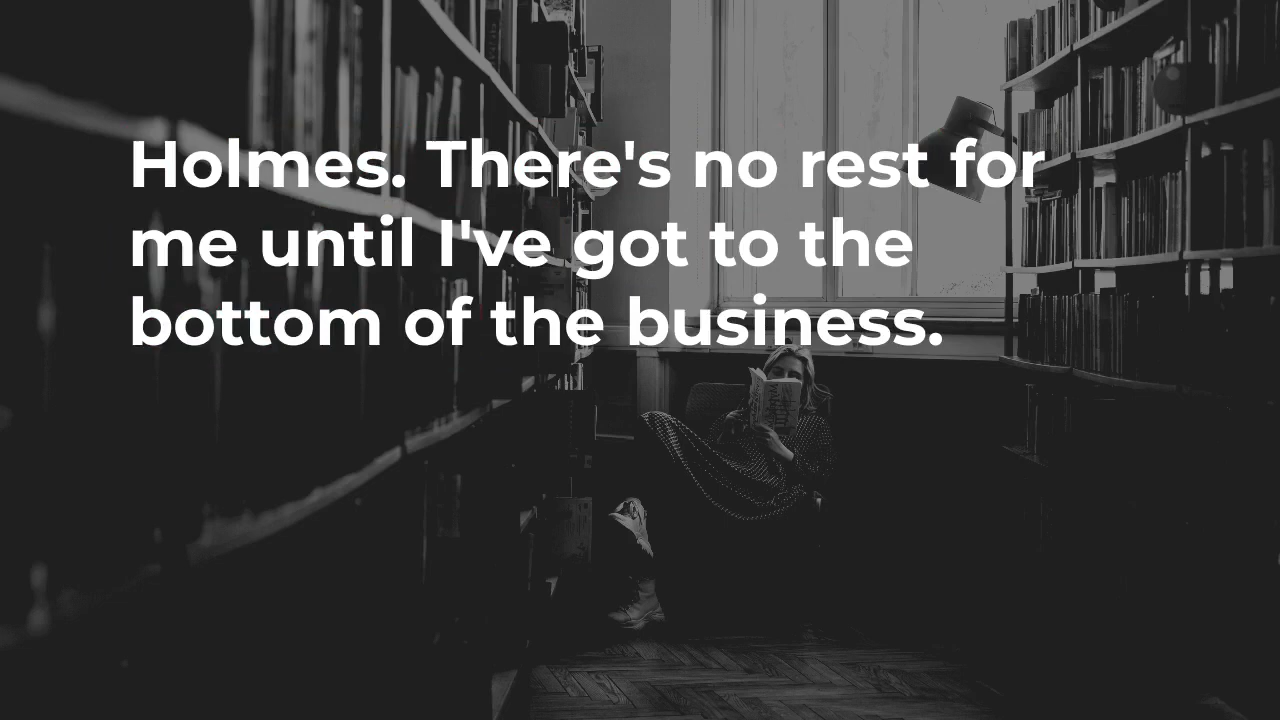 Holmes. There's no rest for
me until I've got to the
bottom of the business.